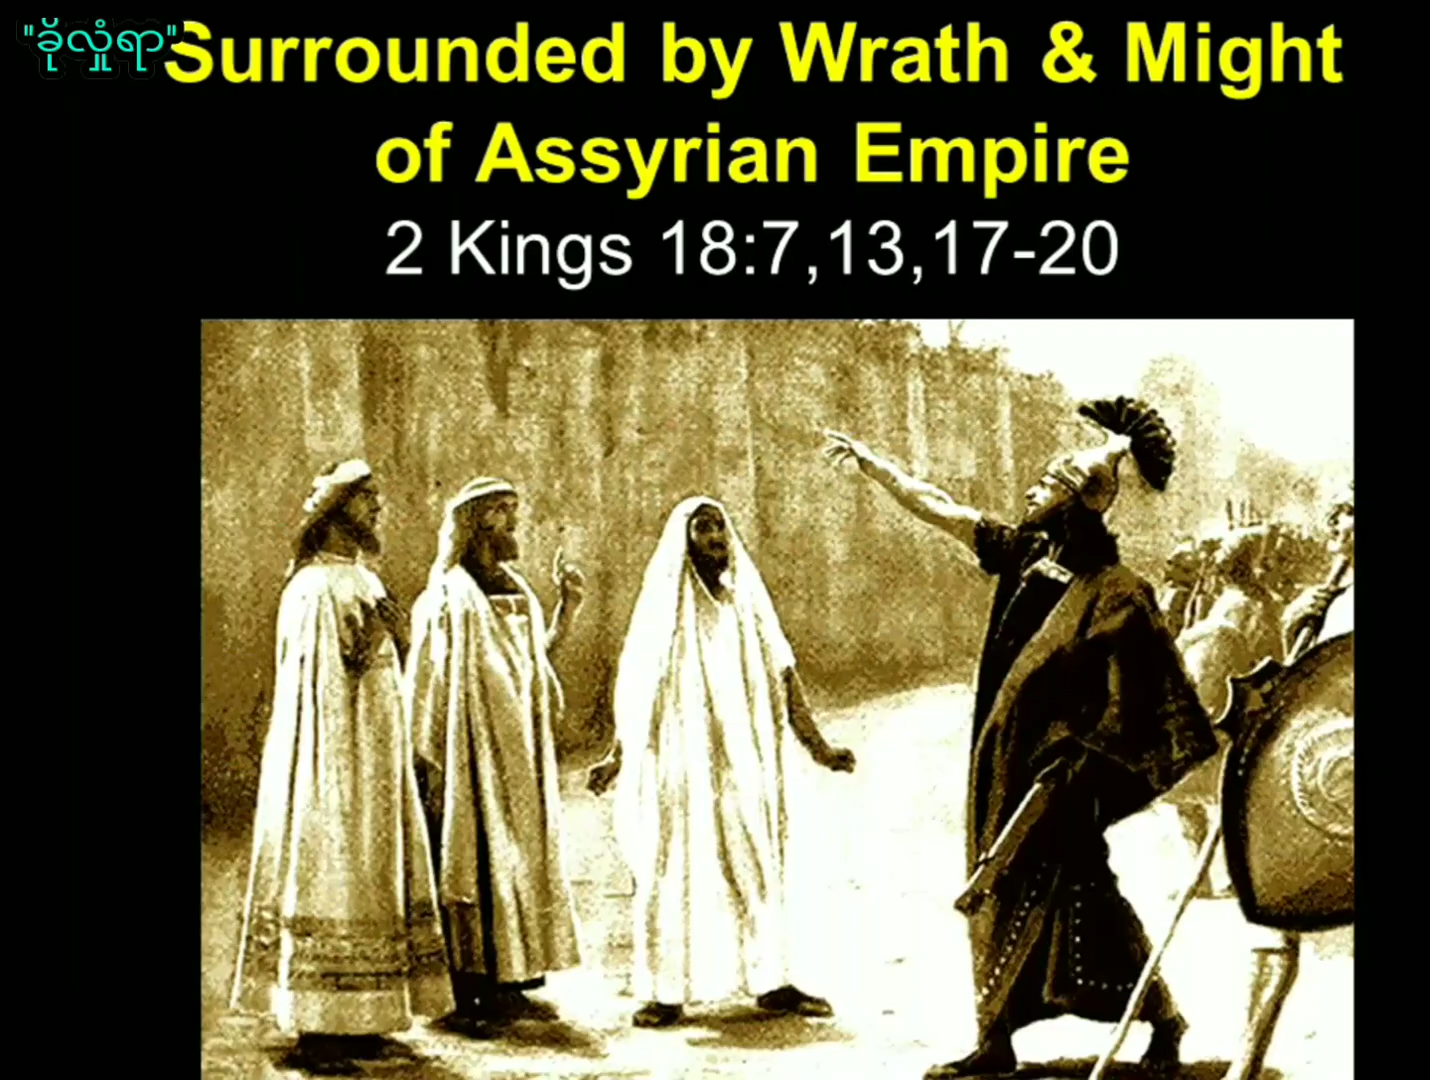 "ခိုလှုံရာ"
Surrounded by Wrath & Might
of Assyrian Empire
2 Kings 18:7,13,17-20